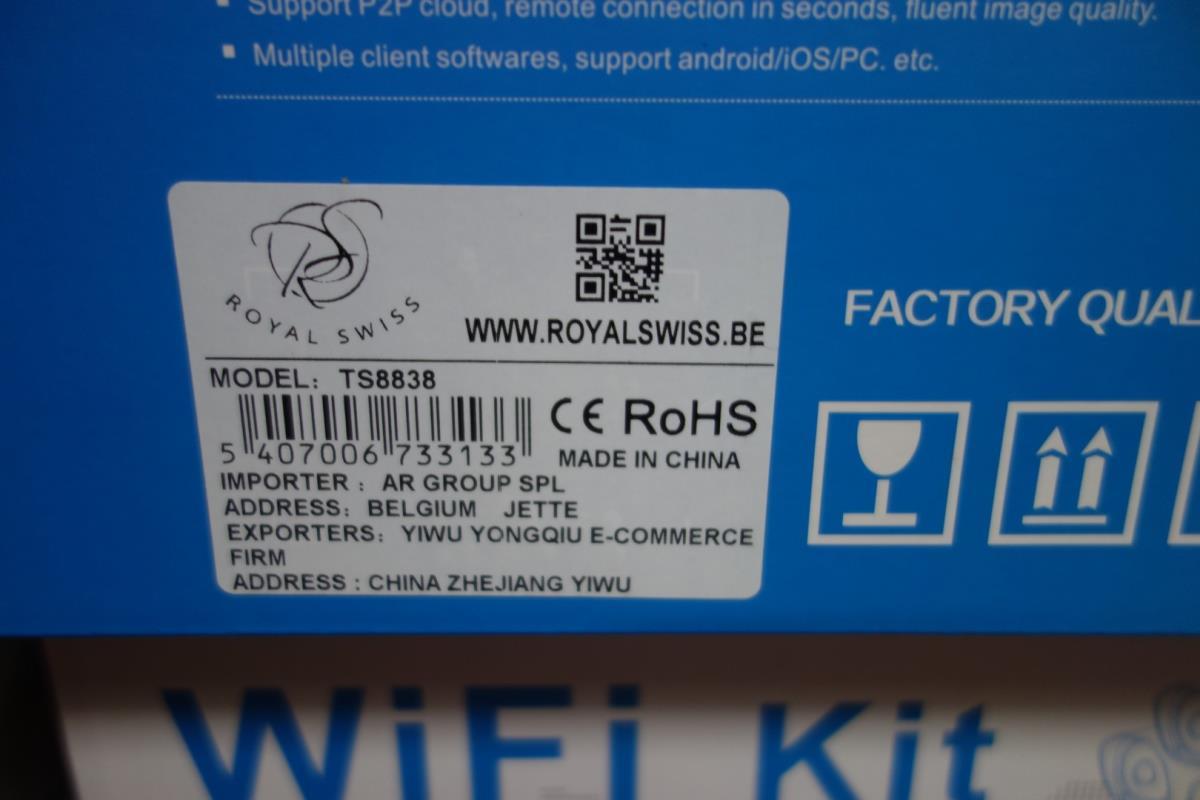 Support P2P cloud, remote connection in seconds, fluent image quality.
Multiple client softwares, support android/iOS/PC. etc.
ROYAL SWISS
WWW.ROYALSWISS.BE
FACTORY QUAL
MODEL: TS8838
CE RoHS
5 407006 733133
MADE IN CHINA
IMPORTER : AR GROUP SPL
ADDRESS: BELGIUM JETTE
EXPORTERS: YIWU YONGQIU E-COMMERCE
FIRM
ADDRESS : CHINA ZHEJIANG YIWU
WiFi Kit